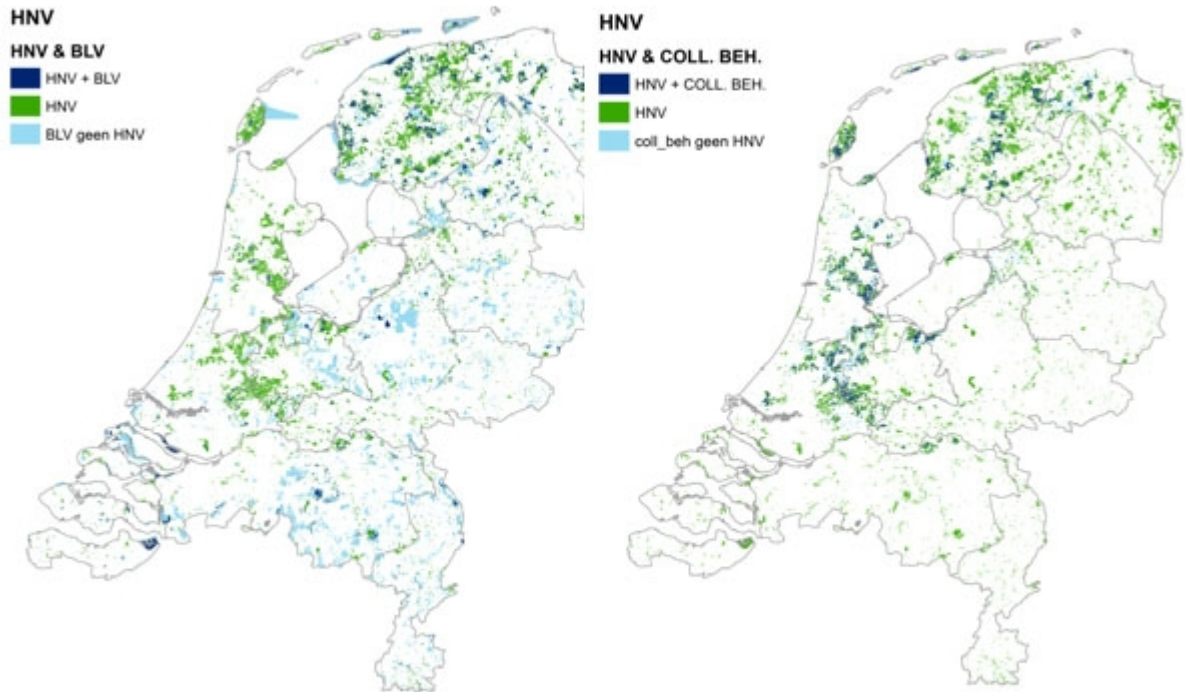 HNV
HNV & BLV
HNV + BLV
HNV
BLV geen HNV
HNV
HNV & COLL. BEH.
HNV + COLL. BEH.
HNV
coll_beh geen HNV